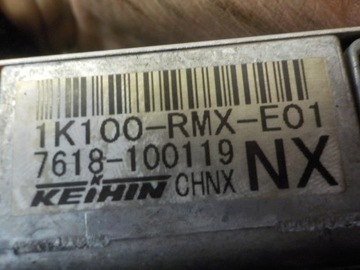 1K100-RMX-E01
7618-100119
KEIHIN CHNX NX